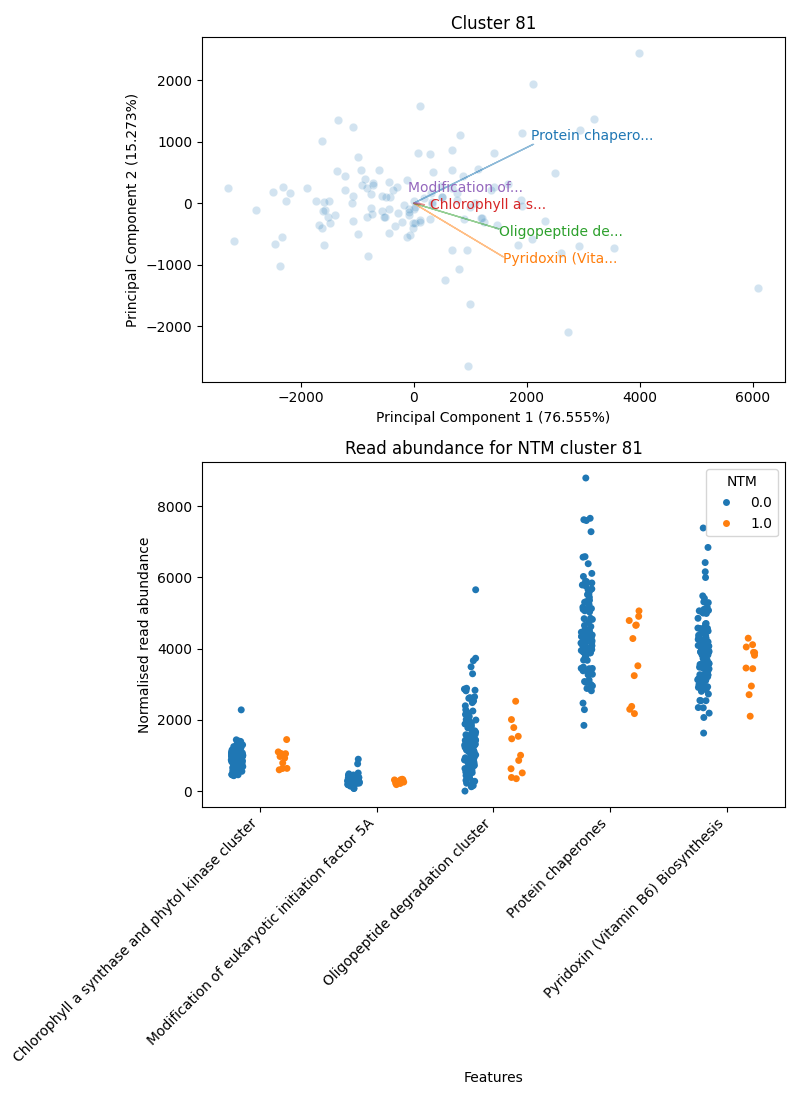 Cluster 81
Principal Component 2 (15.273%)
2000
1000
0
−1000
−2000
Protein chapero...
Modification of...
Chlorophyll a s...
Oligopeptide de...
Pyridoxin (Vita...
−2000
0
2000
4000
6000
Principal Component 1 (76.555%)
Read abundance for NTM cluster 81
Normalised read abundance
8000
6000
4000
2000
0
NTM
0.0
1.0
Chlorophyll a synthase and phytol kinase cluster
Modification of eukaryotic initiation factor 5A
Oligopeptide degradation cluster
Protein chaperones
Pyridoxin (Vitamin B6) Biosynthesis
Features